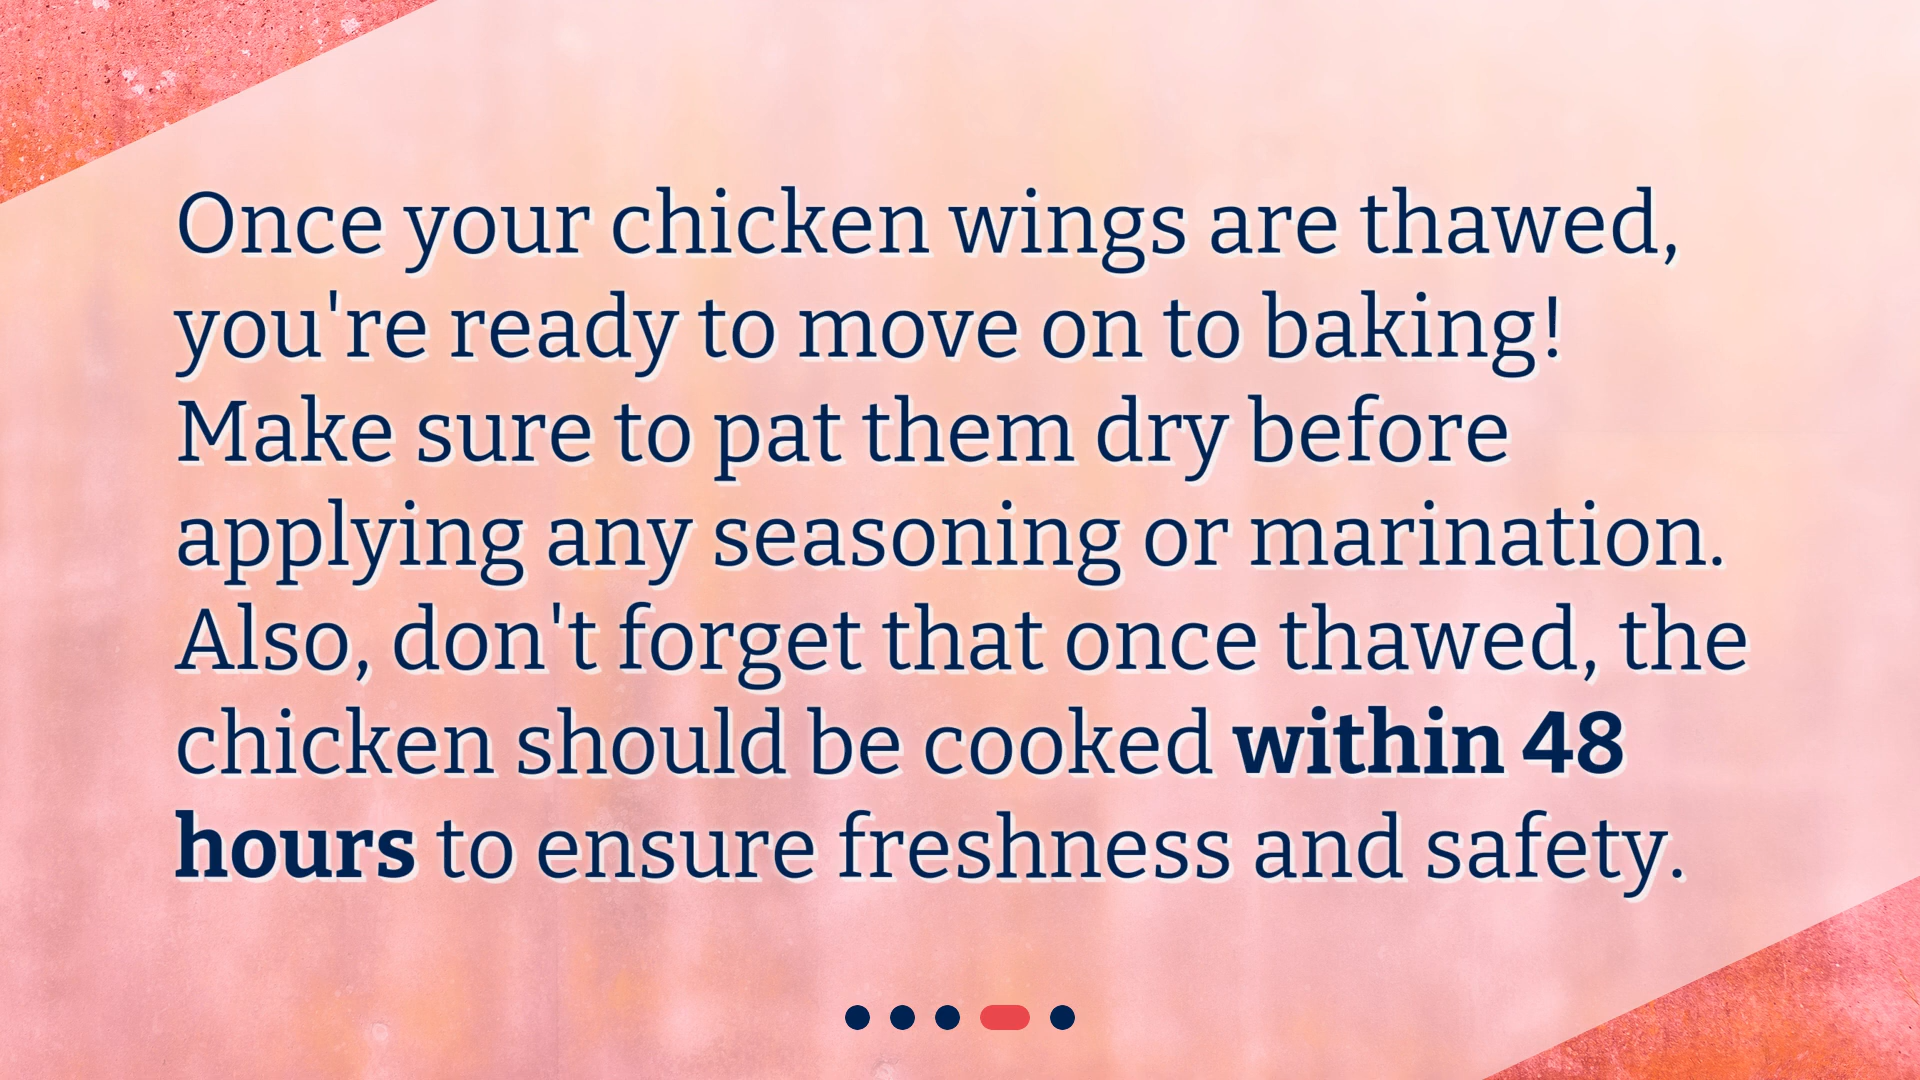 Once your chicken wings are thawed,
you're ready to move on to baking!
Make sure to pat them dry before
applying any seasoning or marination.
Also, don't forget that once thawed, the
chicken should be cooked within 48
hours to ensure freshness and safety.